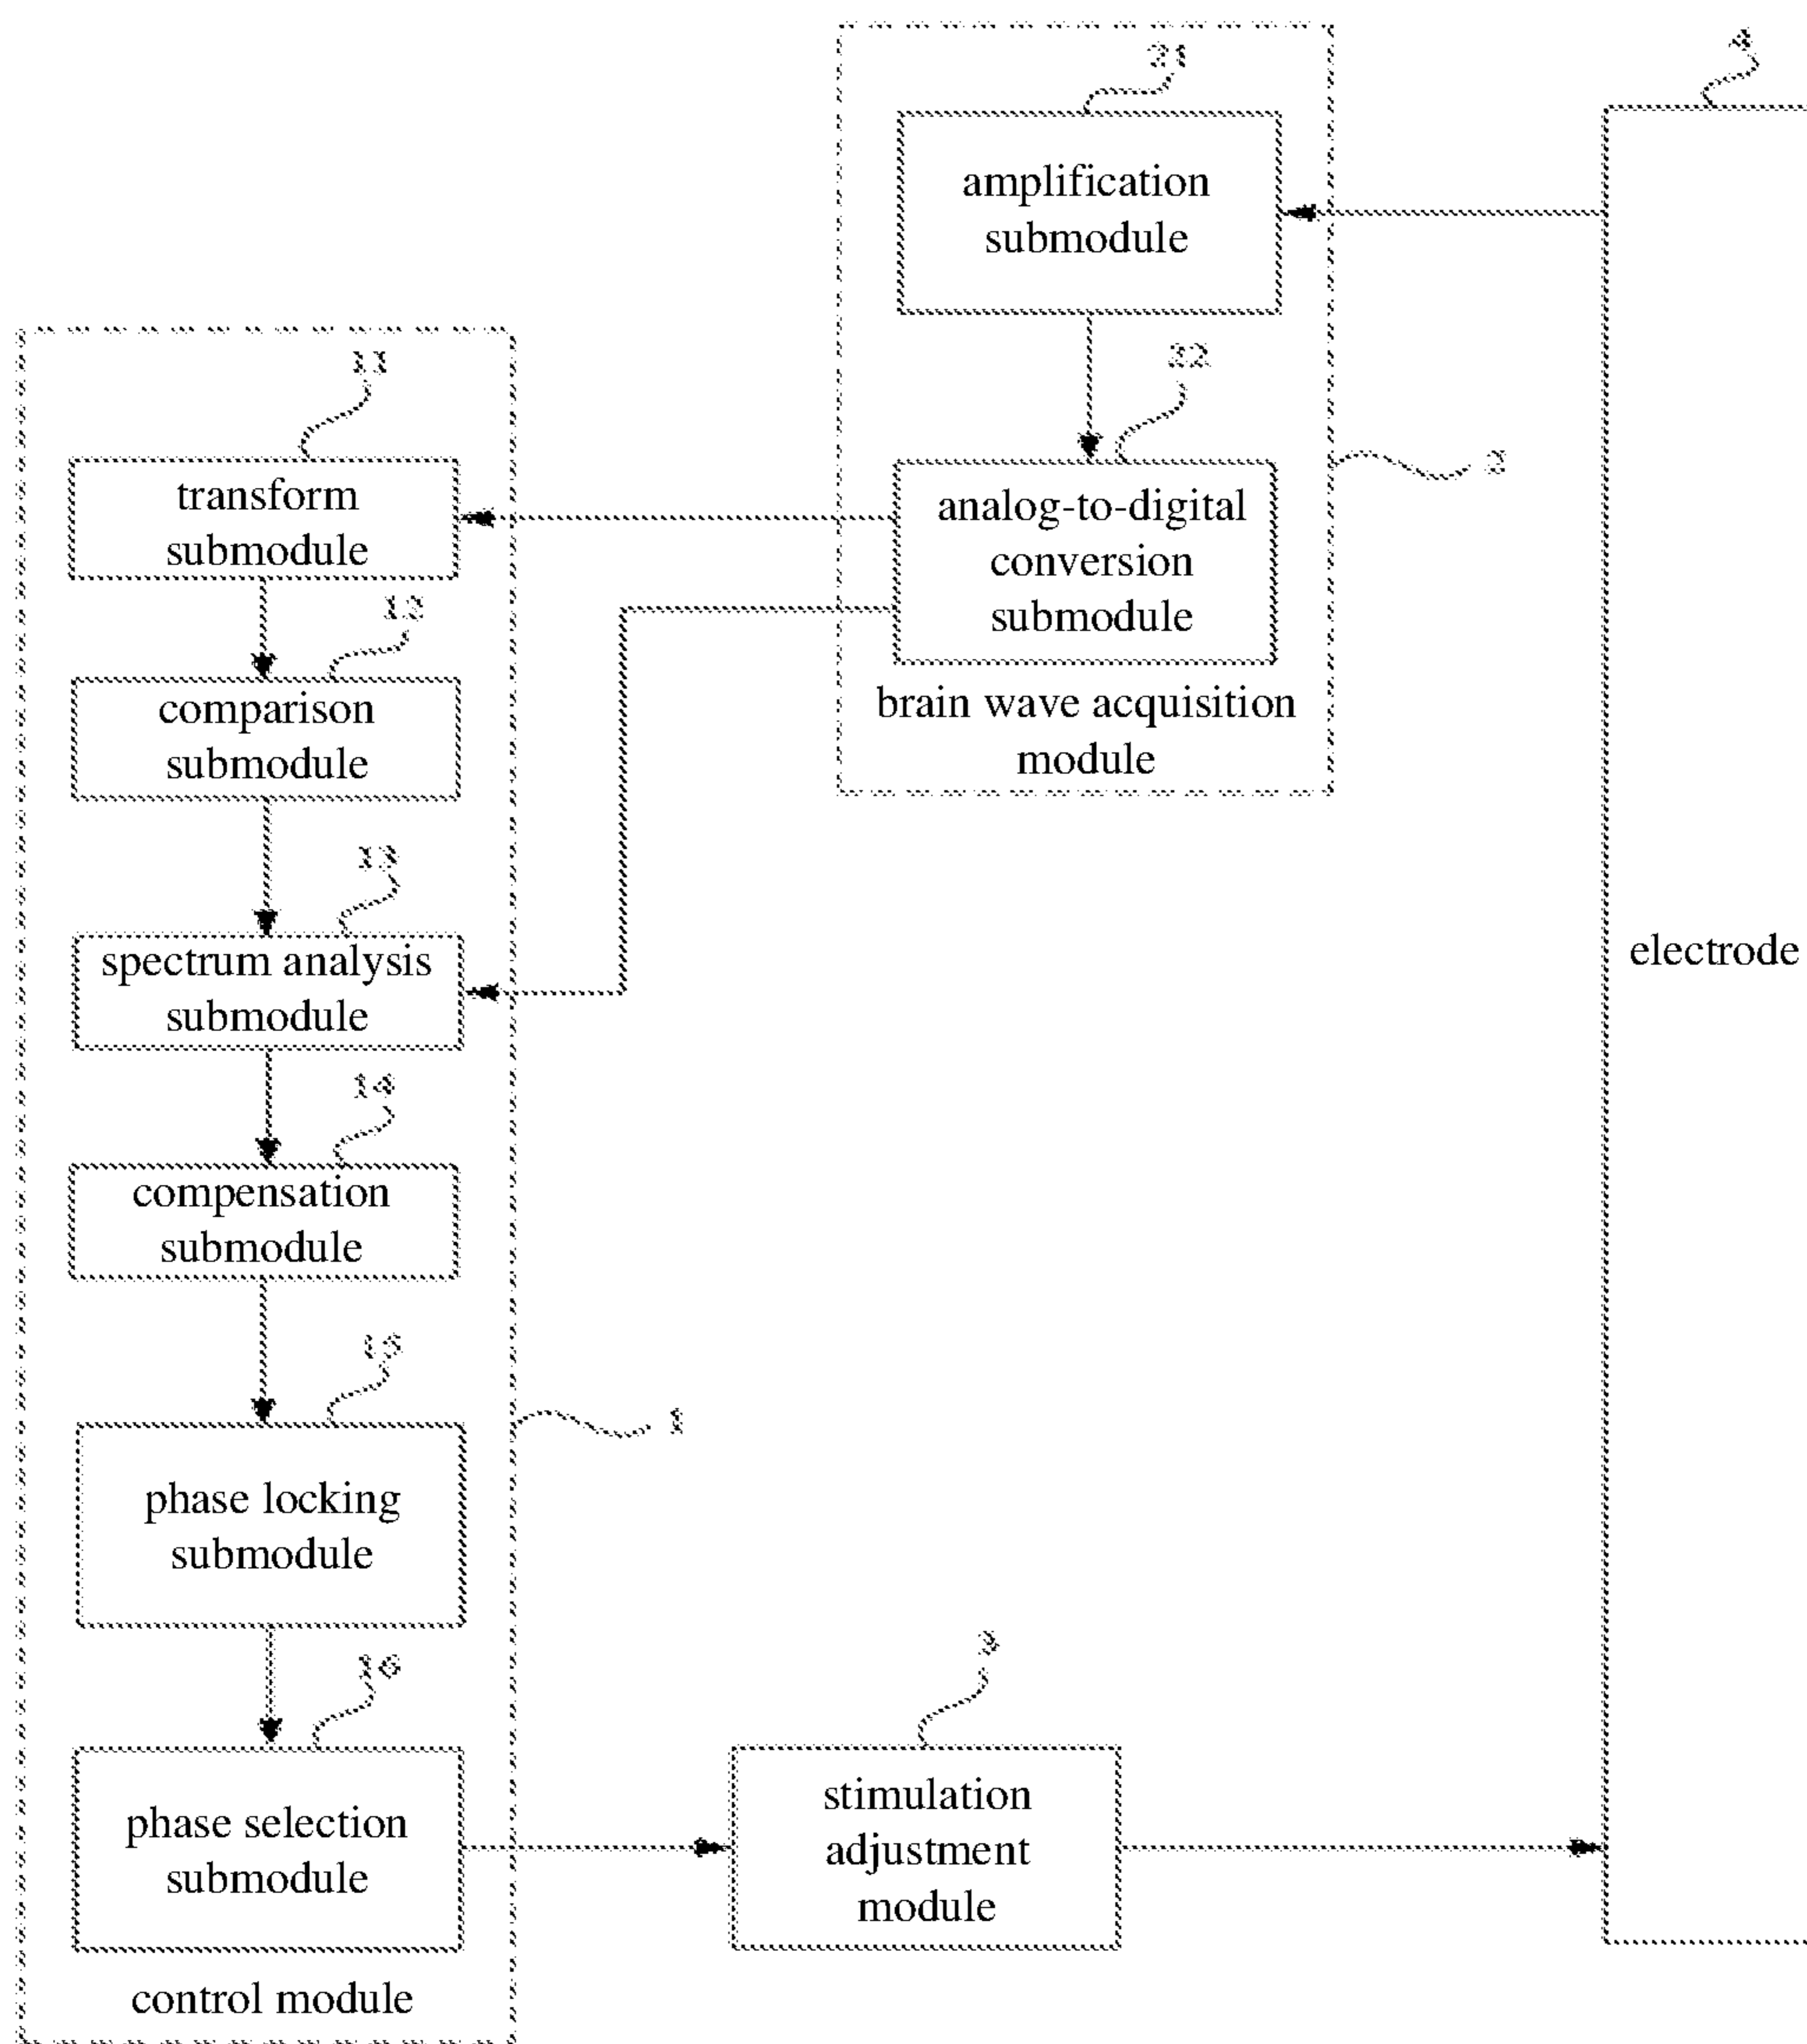 4
21
amplification
submodule
22
analog-to-digital
conversion
submodule
brain wave acquisition
module
2
11
transform
submodule
12
comparison
submodule
13
spectrum analysis
submodule
14
compensation
submodule
15
phase locking
submodule
1
16
phase selection
submodule
control module
3
stimulation
adjustment
module
electrode